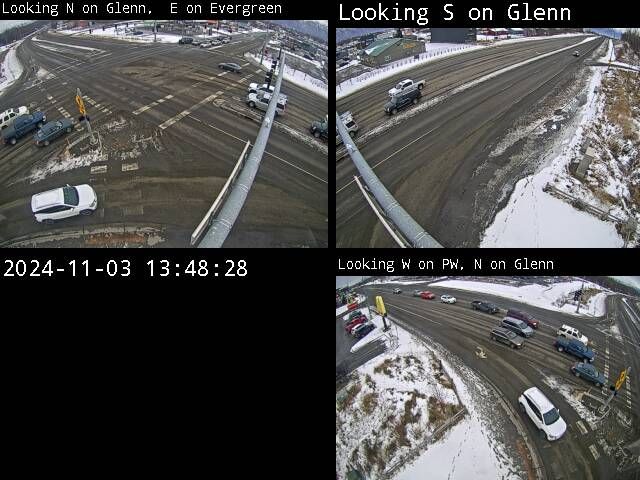 Looking N on Glenn, E on Evergreen
Looking S on Glenn
2024-11-03 13:48:28
Looking W on PW, N on Glenn